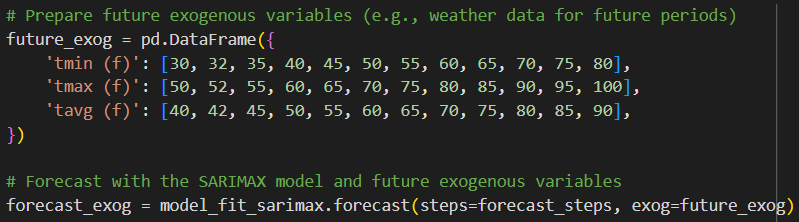 # Prepare future exogenous variables (e.g., weather data for future periods)
future_exog = pd.DataFrame({
    'tmin (f)': [30, 32, 35, 40, 45, 50, 55, 60, 65, 70, 75, 80],
    'tmax (f)': [50, 52, 55, 60, 65, 70, 75, 80, 85, 90, 95, 100],
    'tavg (f)': [40, 42, 45, 50, 55, 60, 65, 70, 75, 80, 85, 90],
})
# Forecast with the SARIMAX model and future exogenous variables
forecast_exog = model_fit_sarimax.forecast(steps=forecast_steps, exog=future_exog)